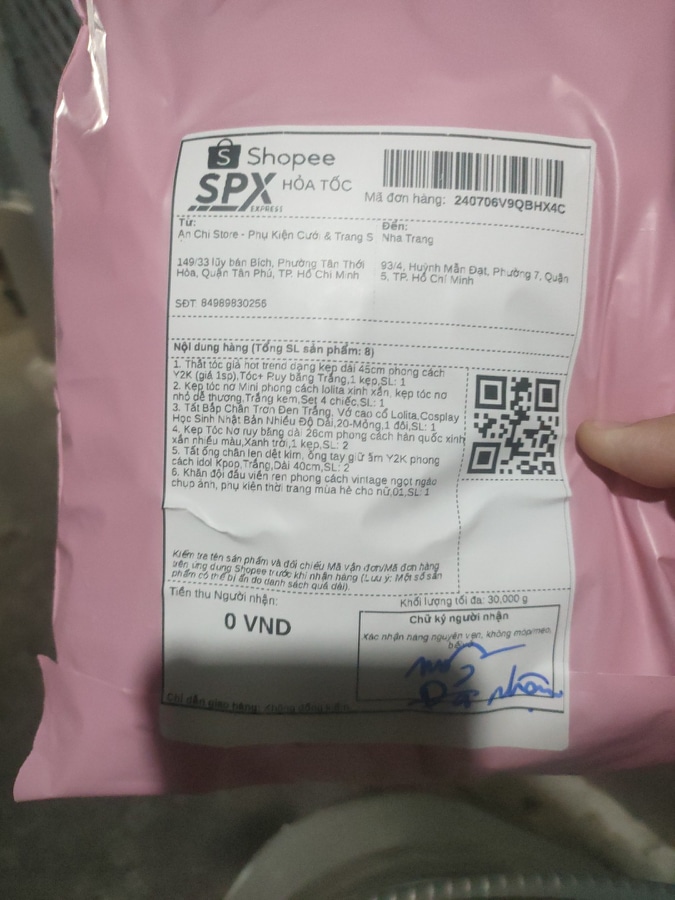 S Shopee
SPX HỎA TỐC
EXPRESS
Mã đơn hàng: 240706V9QBHX4C
Từ:
An Chi Store - Phụ Kiện Cưới & Trang S
149/33 lũy bán Bích, Phường Tân Thới
Hòa, Quận Tân Phú, TP. Hồ Chí Minh
SĐT 84989830256
Đến:
Nha Trang
93/4, Huỳnh Mẫn Đạt, Phường 7, Quận
5, TP. Hồ Chí Minh
Nội dung hàng (Tổng SL sản phẩm: 8)
1. Thắt tóc giả hot trend dạng kẹp dài 45cm phong cách
Y2K (giá 1sp),Tóc+ Ruy băng Trắng,1 kẹp,SL: 1
2. Kẹp tóc nơ Mini phong cách lolita xinh xắn, kẹp tóc nơ
nhỏ dễ thương,Trắng kem,Set 4 chiếc,SL: 1
3. Tất Bắp Chân Trơn Đen Trắng, Vớ cao cổ Lolita,Cosplay
Học Sinh Nhật Bản Nhiều Độ Dài,20-Mỏng,1 đôi,SL: 1
4. Kẹp Tóc Nơ ruy băng dài 26cm phong cách hàn quốc xinh
xắn nhiều màu,Xanh trời,1 kẹp,SL: 2
5. Tất ống chân len dệt kim, ống tay giữ ấm Y2K phong
cách idol Kpop,Trắng,Dài 40cm,SL: 2
6. Khăn đội đầu viền ren phong cách vintage ngọt ngào
chụp ảnh, phụ kiện thời trang mùa hè cho nữ,01,SL: 1
Kiểm tra tên sản phẩm và đối chiếu Mã vận đơn/Mã đơn hàng
trên ứng dụng Shopee trước khi nhận hàng (Lưu ý: Một số sản
phẩm có thể bị ẩn do danh sách quá dài).
Tiền thu Người nhận:
0 VND
Khối lượng tối đa: 30,000 g
Chữ ký người nhận
Xác nhận hàng nguyên vẹn, không móp/méo,
Đã nhận
Chỉ dẫn giao hàng: Không đồng kiểm